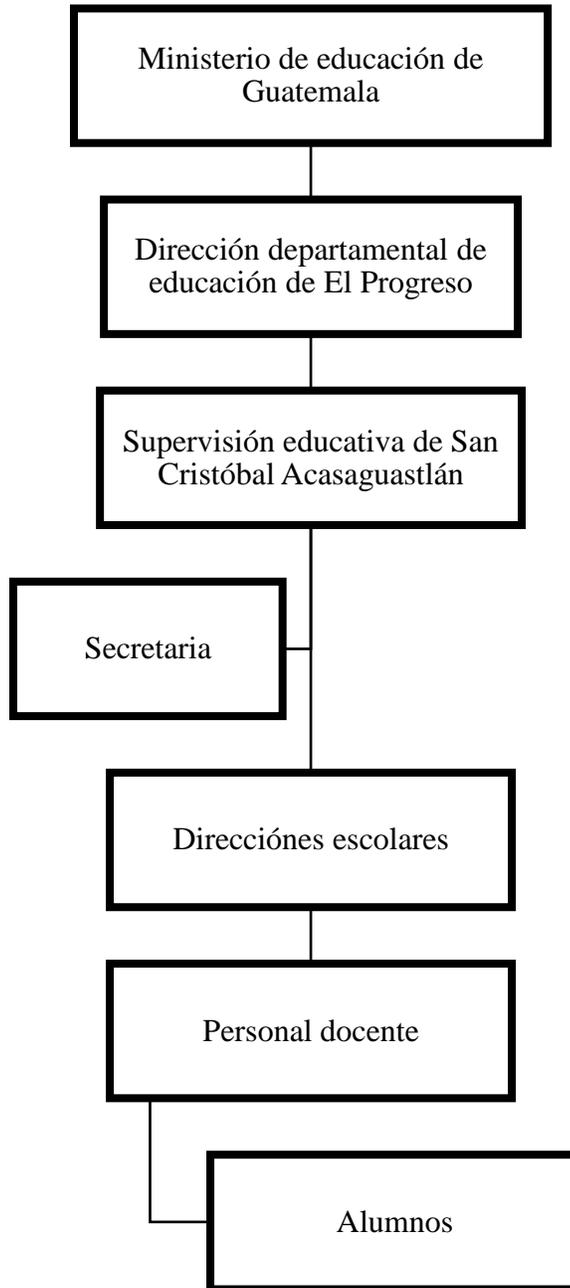 Ministerio de educación de
Guatemala
Dirección departamental de
educación de El Progreso
Supervisión educativa de San
Cristóbal Acasaguastlán
Secretaria
Direcciónes escolares
Personal docente
Alumnos